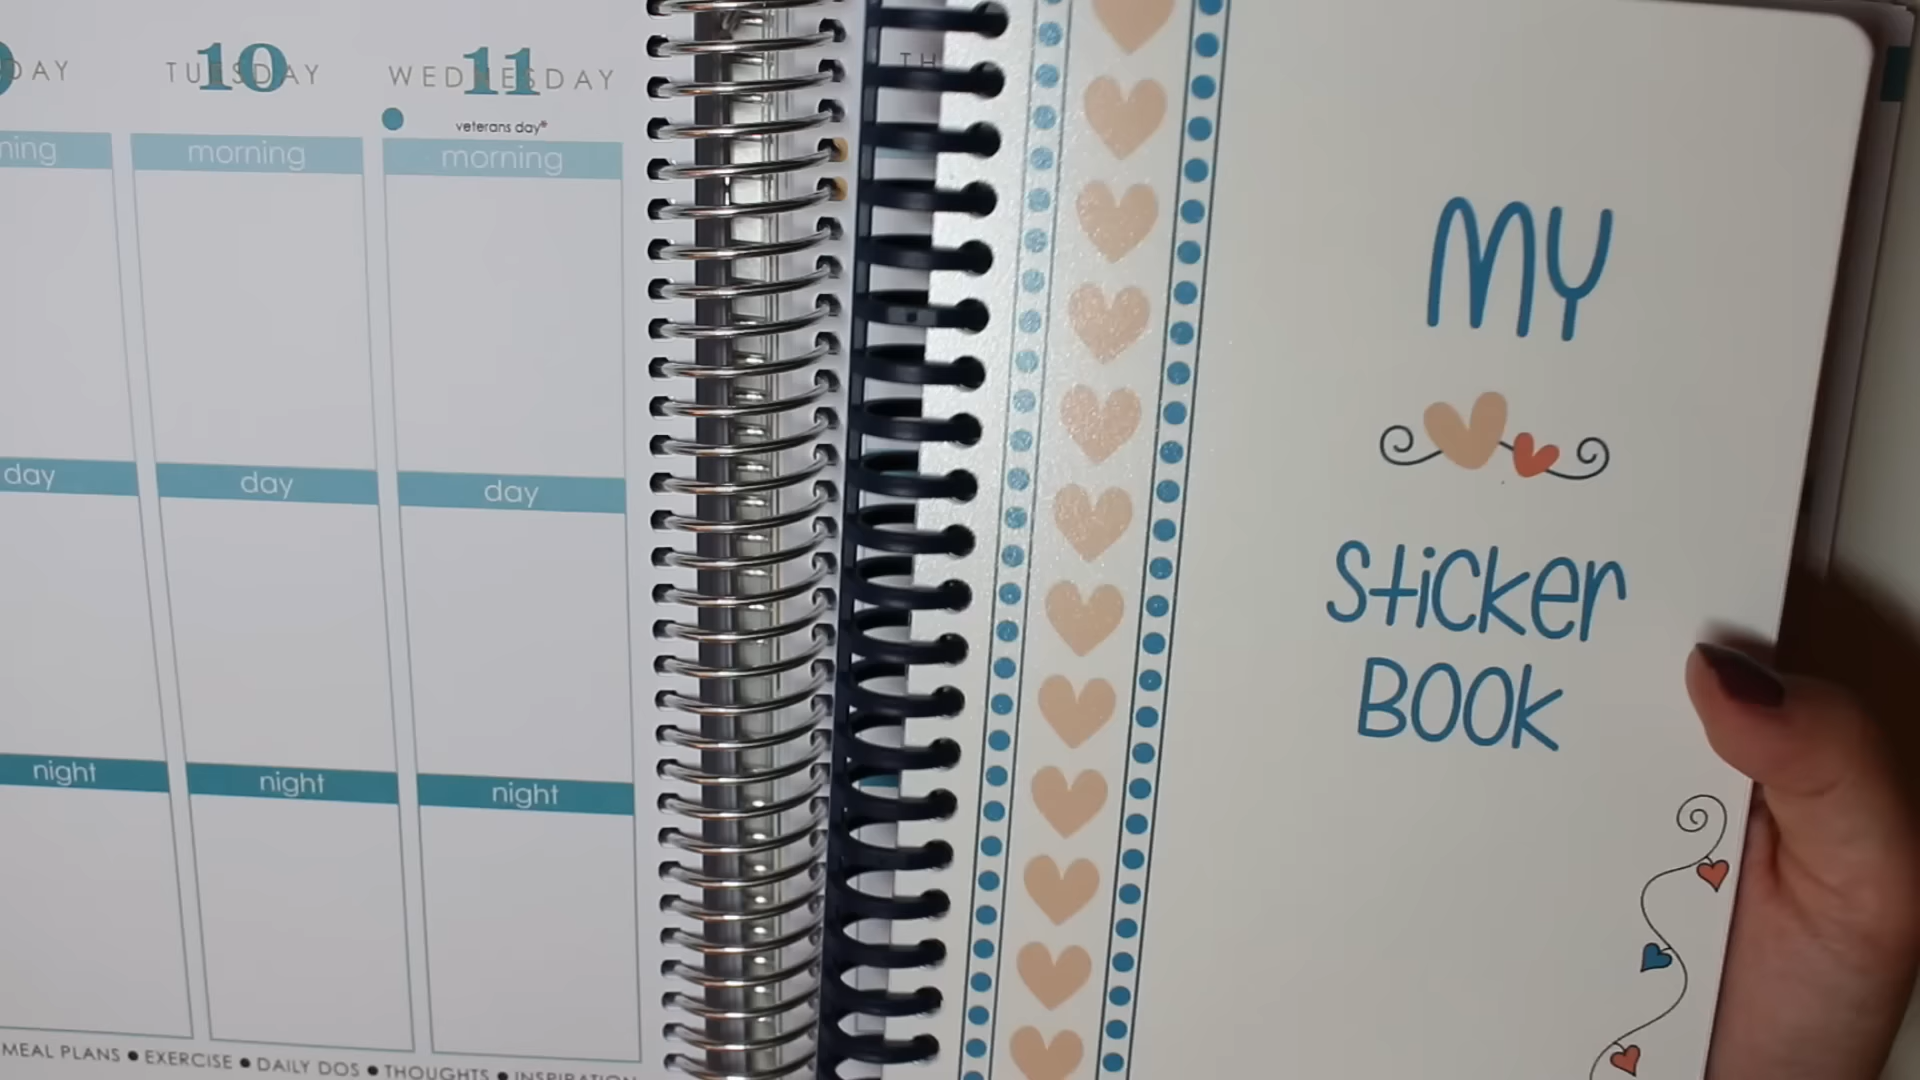 DAY
10
TUESDAY
11
WEDNESDAY
TH
veterans day*
morning
morning
day
day
day
night
night
night
MEAL PLANS ● EXERCISE ● DAILY DOS ● THOUGHTS ● INSPIRATION
MY
Sticker
BOOK